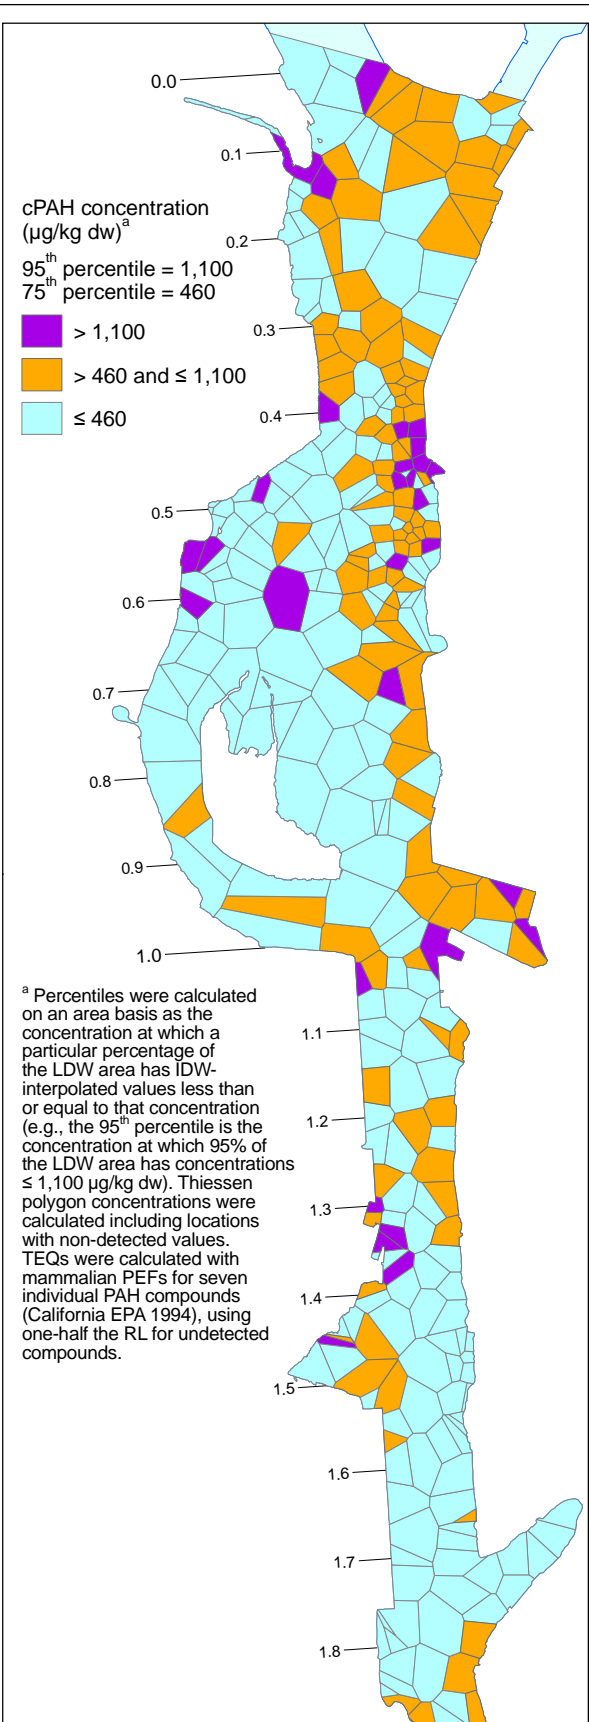 0.0
0.1
cPAH concentration
(µg/kg dw)a
0.2
95th percentile = 1,100
75th percentile = 460
> 1,100
0.3
> 460 and ≤ 1,100
0.4
≤ 460
0.5
0.6
0.7
0.8
0.9
1.0
a Percentiles were calculated
on an area basis as the
concentration at which a
particular percentage of
the LDW area has IDW-
interpolated values less than
or equal to that concentration
(e.g., the 95th percentile is the
concentration at which 95% of
the LDW area has concentrations
≤ 1,100 µg/kg dw). Thiessen
polygon concentrations were
calculated including locations
with non-detected values.
TEQs were calculated with
mammalian PEFs for seven
individual PAH compounds
(California EPA 1994), using
one-half the RL for undetected
compounds.
1.1
1.2
1.3
1.4
1.5
1.6
1.7
1.8